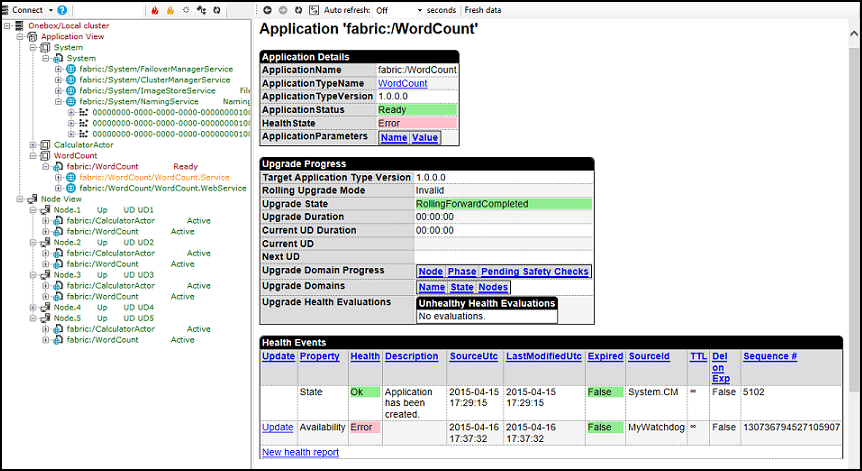 Connect
Onebox/Local cluster
Application View
System
System
fabric:/System/FailoverManagerService
fabric:/System/ClusterManagerService
fabric:/System/ImageStoreService File
fabric:/System/NamingService Naming
00000000-0000-0000-0000-0000000010
00000000-0000-0000-0000-0000000010
00000000-0000-0000-0000-0000000010
CalculatorActor
WordCount
fabric:/WordCount Ready
fabric:/WordCount/WordCount.Service
fabric:/WordCount/WordCount.WebService
Node View
Node.1 Up UD UD1
fabric:/CalculatorActor Active
fabric:/WordCount Active
Node.2 Up UD UD2
fabric:/CalculatorActor Active
fabric:/WordCount Active
Node.3 Up UD UD3
fabric:/CalculatorActor Active
fabric:/WordCount Active
Node.4 Up UD UD4
Node.5 Up UD UD5
fabric:/CalculatorActor Active
fabric:/WordCount Active
Auto refresh: Off seconds Fresh data
Application 'fabric:/WordCount'
Application Details
ApplicationName fabric:/WordCount
ApplicationTypeName WordCount
ApplicationTypeVersion 1.0.0.0
ApplicationStatus Ready
HealthState Error
ApplicationParameters Name Value
Upgrade Progress
Target Application Type Version 1.0.0.0
Rolling Upgrade Mode Invalid
Upgrade State RollingForwardCompleted
Upgrade Duration 00:00:00
Current UD Duration 00:00:00
Current UD
Next UD
Upgrade Domain Progress Node Phase Pending Safety Checks
Upgrade Domains Name State Nodes
Upgrade Health Evaluations Unhealthy Health Evaluations
No evaluations.
Health Events
Update Property Health Description SourceUtc LastModifiedUtc Expired SourceId TTL Del Sequence #
on
Exp
State Ok Application 2015-04-15 2015-04-15 False System.CM ∞ False 5102
has been 17:29:15 17:29:15
created.
Update Availability Error 2015-04-16 2015-04-16 False MyWatchdog ∞ False 130736794527105907
17:37:32 17:37:32
New health report